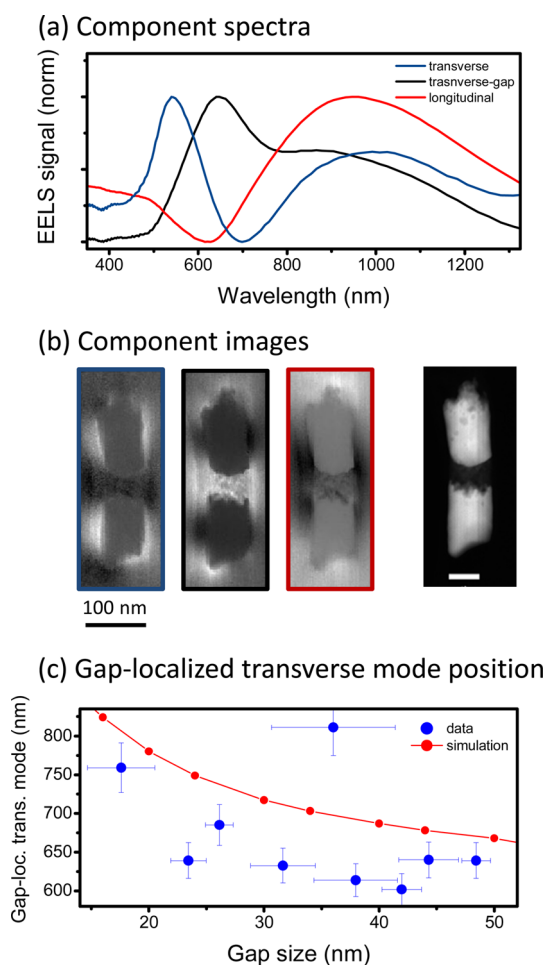 (a) Component spectra
EELS signal (norm)
transverse
trasnverse-gap
longitudinal
400 600 800 1000 1200
Wavelength (nm)
(b) Component images
100 nm
(c) Gap-localized transverse mode position
Gap-loc. trans. mode (nm)
800
750
700
650
600
data
simulation
20 30 40 50
Gap size (nm)